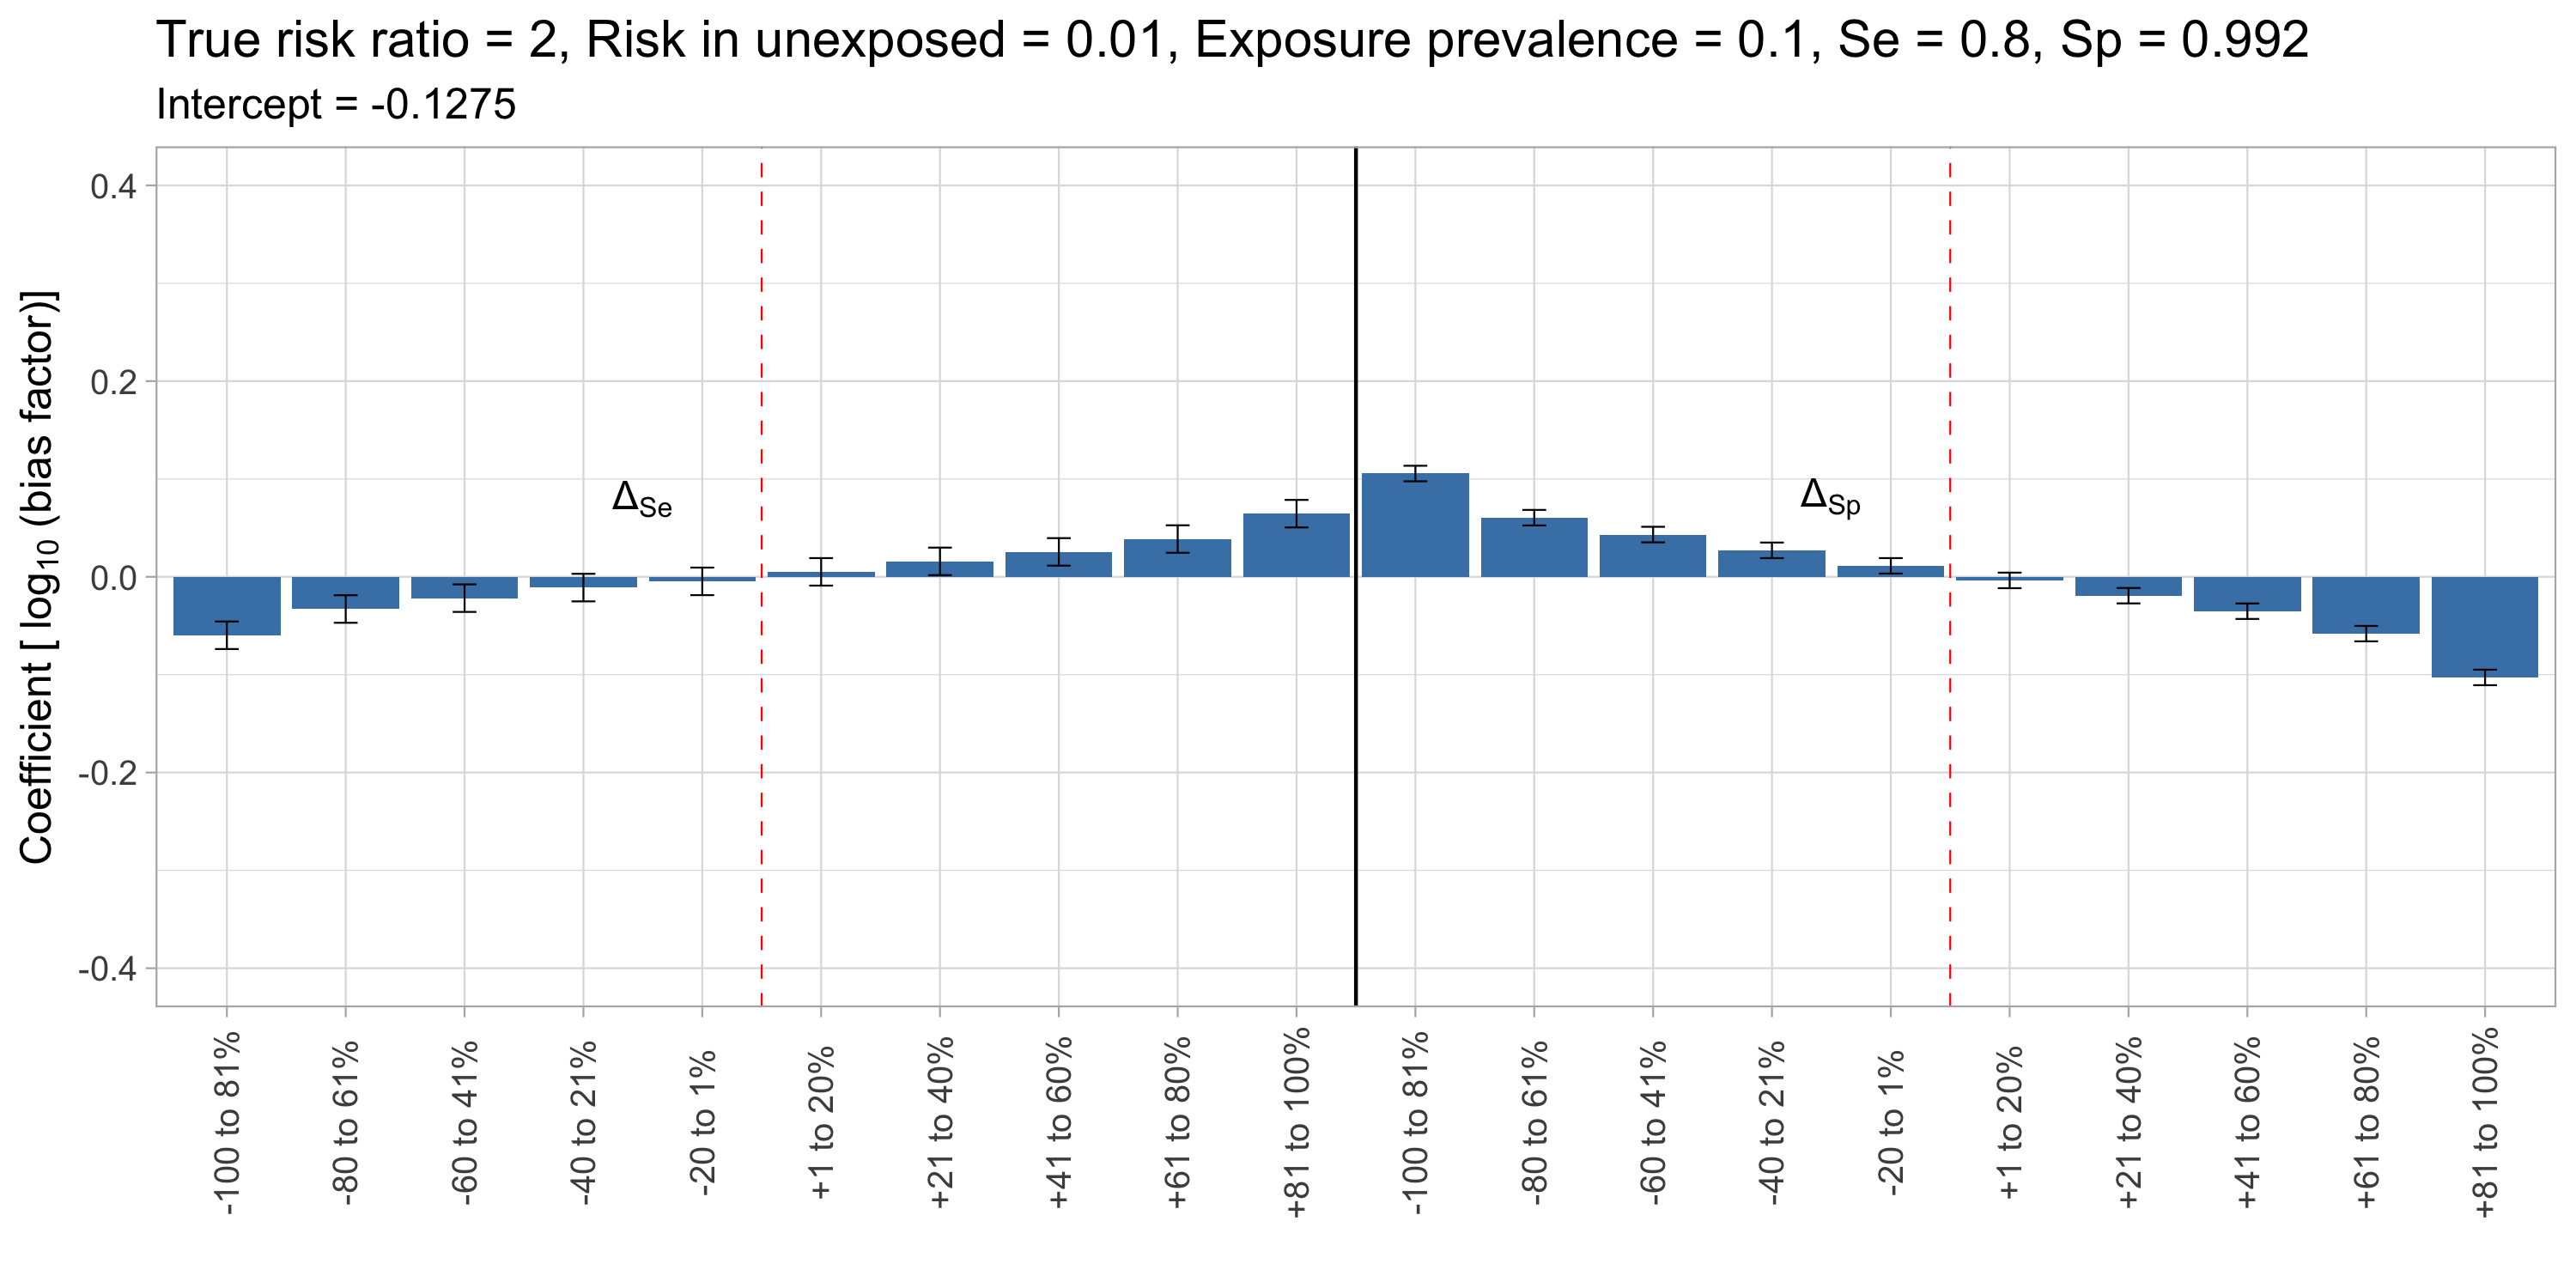 True risk ratio = 2, Risk in unexposed = 0.01, Exposure prevalence = 0.1, Se = 0.8, Sp = 0.992
Intercept = -0.1275
Coefficient [ log10 (bias factor)]
0.4
0.2
0.0
-0.2
-0.4
ΔSe
ΔSp
-100 to 81%
-80 to 61%
-60 to 41%
-40 to 21%
-20 to 1%
+1 to 20%
+21 to 40%
+41 to 60%
+61 to 80%
+81 to 100%
-100 to 81%
-80 to 61%
-60 to 41%
-40 to 21%
-20 to 1%
+1 to 20%
+21 to 40%
+41 to 60%
+61 to 80%
+81 to 100%